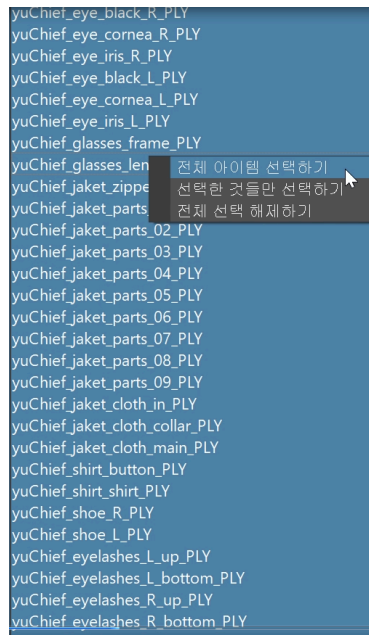 yuChief_eye_black_R_PLY
yuChief_eye_cornea_R_PLY
yuChief_eye_iris_R_PLY
yuChief_eye_black_L_PLY
yuChief_eye_cornea_L_PLY
yuChief_eye_iris_L_PLY
yuChief_glasses_frame_PLY
yuChief_glasses_len
전체 아이템 선택하기
yuChief_jaket_zippe
선택한 것들만 선택하기
yuChief_jaket_parts_
전체 선택 해제하기
yuChief_jaket_parts_02_PLY
yuChief_jaket_parts_03_PLY
yuChief_jaket_parts_04_PLY
yuChief_jaket_parts_05_PLY
yuChief_jaket_parts_06_PLY
yuChief_jaket_parts_07_PLY
yuChief_jaket_parts_08_PLY
yuChief_jaket_parts_09_PLY
yuChief_jaket_cloth_in_PLY
yuChief_jaket_cloth_collar_PLY
yuChief_jaket_cloth_main_PLY
yuChief_shirt_button_PLY
yuChief_shirt_shirt_PLY
yuChief_shoe_R_PLY
yuChief_shoe_L_PLY
yuChief_eyelashes_L_up_PLY
yuChief_eyelashes_L_bottom_PLY
yuChief_eyelashes_R_up_PLY
yuChief_eyelashes_R_bottom_PLY